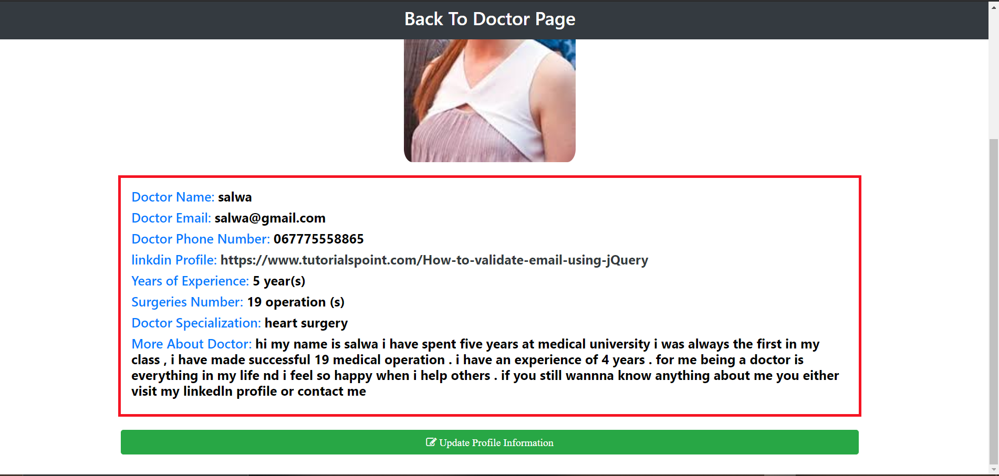 Back To Doctor Page
Doctor Name: salwa
Doctor Email: salwa@gmail.com
Doctor Phone Number: 067775558865
linkdin Profile: https://www.tutorialspoint.com/How-to-validate-email-using-jQuery
Years of Experience: 5 year(s)
Surgeries Number: 19 operation (s)
Doctor Specialization: heart surgery
More About Doctor: hi my name is salwa i have spent five years at medical university i was always the first in my
class , i have made successful 19 medical operation . i have an experience of 4 years . for me being a doctor is
everything in my life nd i feel so happy when i help others . if you still wannna know anything about me you either
visit my linkedln profile or contact me
Update Profile Information